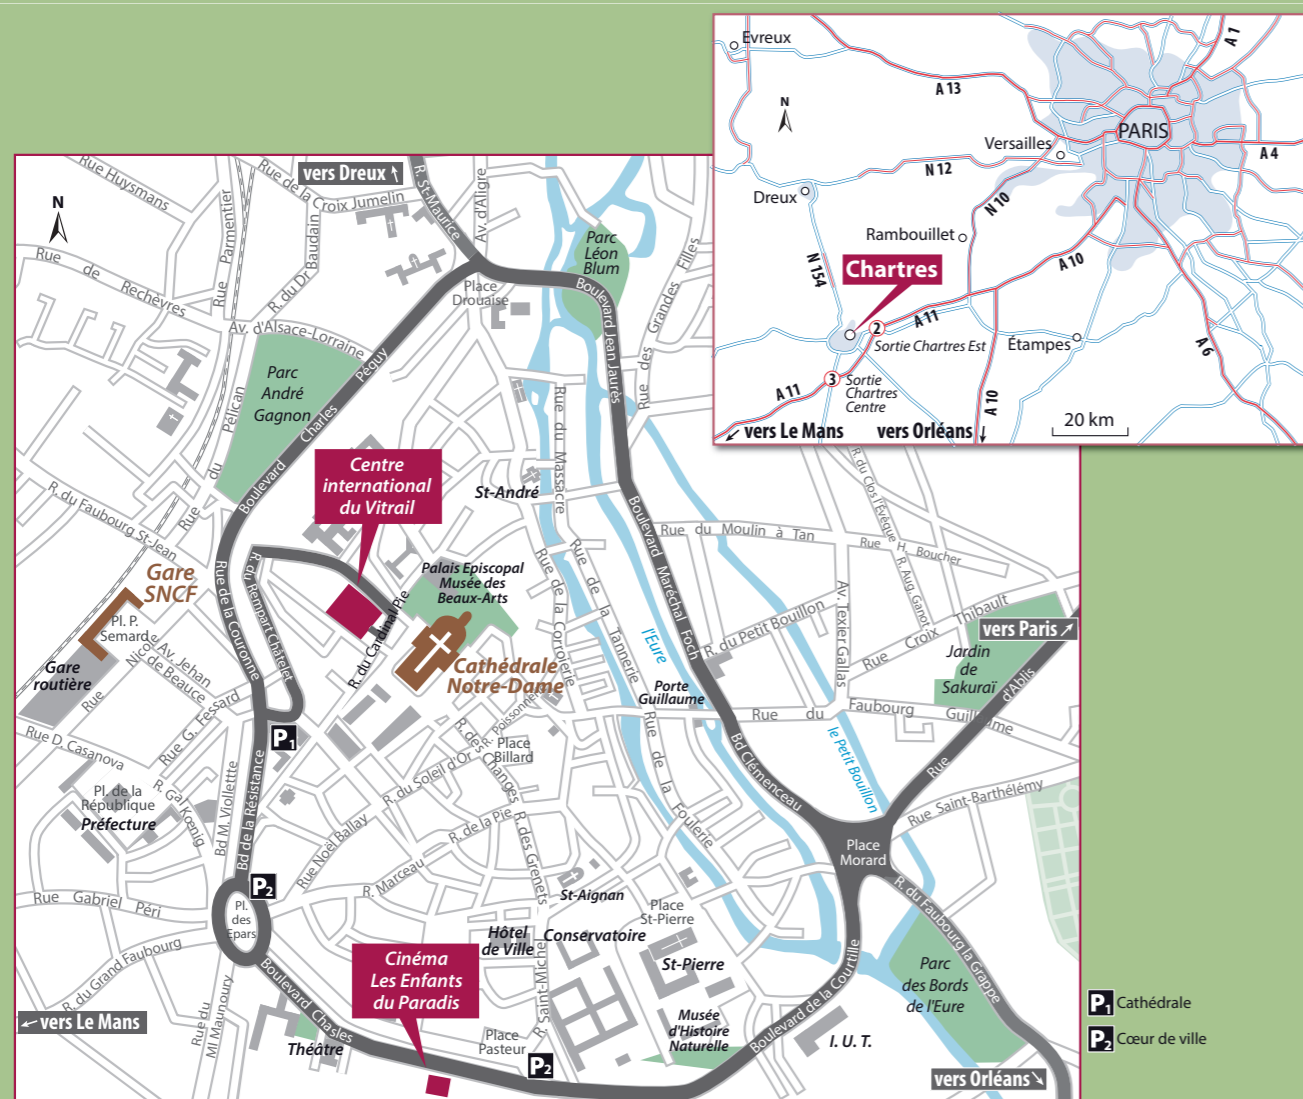 Evreux
A 1
A 13
N
PARIS
Versailles
A 4
N 12
Dreux
N 10
Rambouillet
A 10
N 154
Chartres
A 11
2
Sortie Chartres Est
Étampes
A 6
3
Sortie
Chartres
Centre
A 11
A 10
20 km
vers Le Mans
vers Orléans
N
Rue Huysmans
Rue de la Croix Jumelin
vers Dreux
R. St-Maurice
Av. d'Aligre
Rue Parmentier
R. du Dr Baudain
Rue de Rechèvres
Parc
Léon
Blum
Rue des Grandes Filles
Place
Drouaise
Boulevard Jean Jaurès
Av. d'Alsace-Lorraine
Parc
André
Gagnon
Boulevard Charles Péguy
Rue du Pélican
Rue du Massacre
Centre
international
du Vitrail
St-André
R. du Faubourg St-Jean
R. du Clos l'Évêque
Rue du Moulin à Tan
Rue H. Boucher
R. Aug. Ganot
Boulevard Maréchal Foch
Gare
SNCF
Rue de la Couronne
R. du Rempart Châtelet
Palais Episcopal
Musée des
Beaux-Arts
R. du Cardinal Pie
Rue de la Corroierie
Rue de la Tannerie
l'Eure
R. du Petit Bouillon
Av. Texier Gallas
Rue Croix Thibault
vers Paris
Jardin
de
Sakuraï
Pl. P.
Semard
Gare
routière
Av. Jehan
de Beauce
Rue Nicole
Rue G. Fessard
Cathédrale
Notre-Dame
Porte
Guillaume
Rue du Faubourg Guillaume
Rue d'Ablis
le Petit Bouillon
P1
Rue D. Casanova
R. des Changes
R. Poissonnerie
Place
Billard
R. du Soleil d'Or
Rue de la Foulerie
Bd Clémenceau
Pl. de la
République
Préfecture
R. Gal Kœnig
Bd M. Viollette
Bd de la Résistance
Rue Noël Ballay
R. de la Pie
R. des Grenets
R. Marceau
Rue Saint-Barthélémy
Place
Morard
P2
Pl.
des
Epars
Rue Gabriel Péri
R. du Grand Faubourg
St-Aignan
Place
St-Pierre
Hôtel
de Ville
Conservatoire
St-Pierre
R. Saint-Michel
Cinéma
Les Enfants
du Paradis
R. du Faubourg la Grappe
Parc
des Bords
de l'Eure
vers Le Mans
Rue du
Ml Maunoury
Boulevard Chasles
Théâtre
Place
Pasteur
P2
Musée
d'Histoire
Naturelle
Boulevard de la Courtille
I. U. T.
vers Orléans
P1 Cathédrale
P2 Cœur de ville